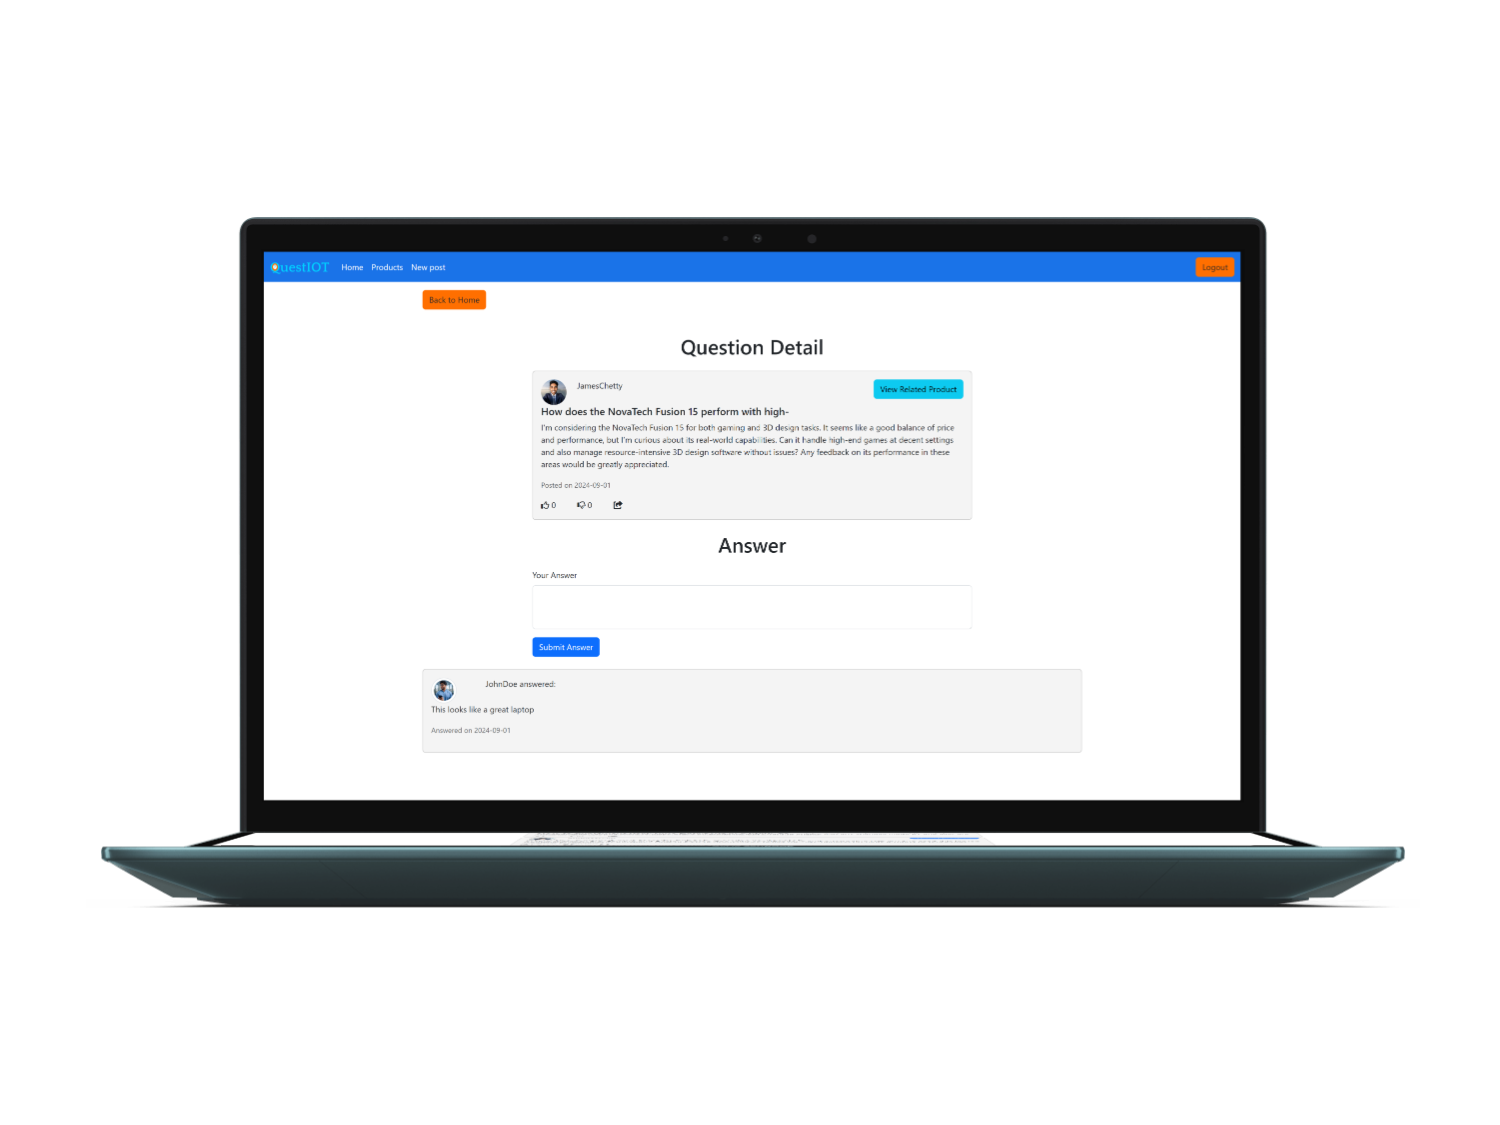 QuestIOT Home Products New post Logout
Back to Home
Question Detail
JamesChetty
View Related Product
How does the NovaTech Fusion 15 perform with high-
I'm considering the NovaTech Fusion 15 for both gaming and 3D design tasks. It seems like a good balance of price
and performance, but I'm curious about its real-world capabilities. Can it handle high-end games at decent settings
and also manage resource-intensive 3D design software without issues? Any feedback on its performance in these
areas would be greatly appreciated.
Posted on 2024-09-01
0 0
Answer
Your Answer
Submit Answer
JohnDoe answered:
This looks like a great laptop
Answered on 2024-09-01